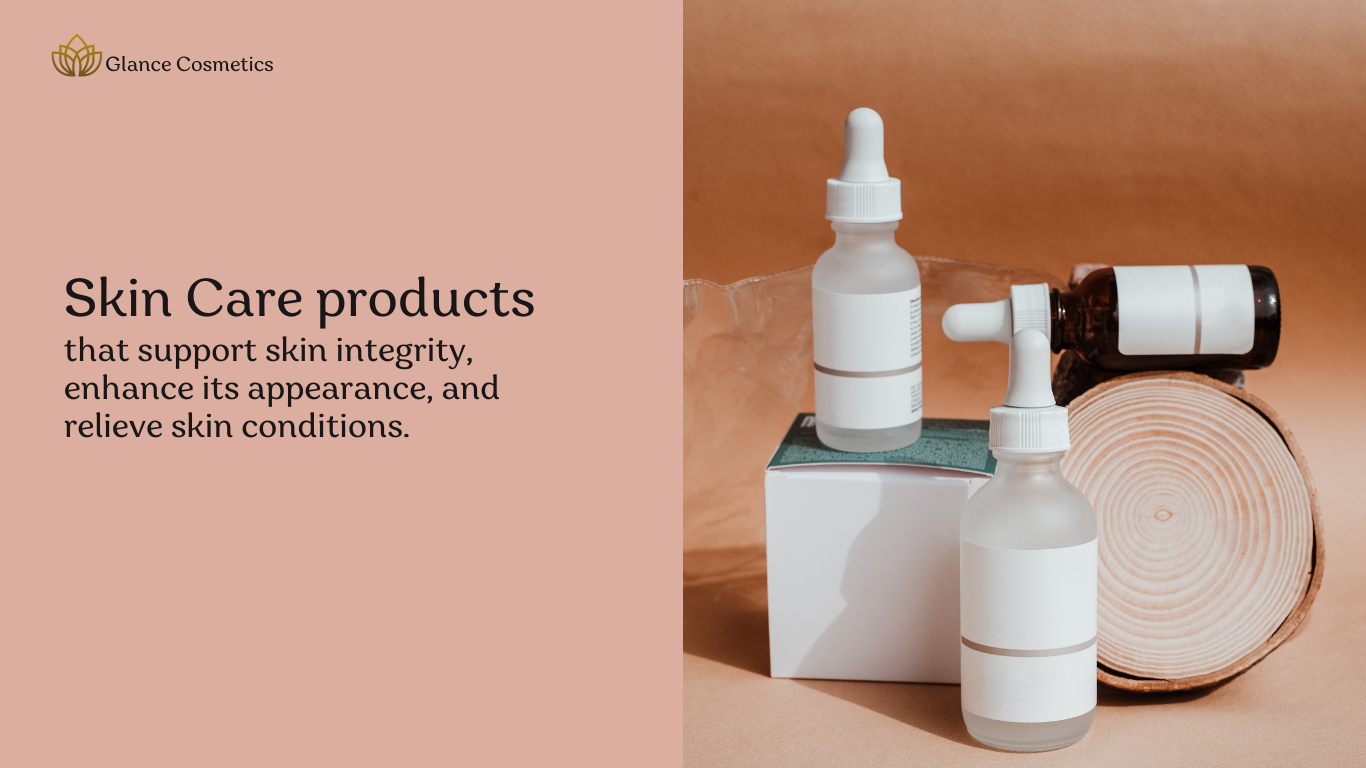 Glance Cosmetics
Skin Care products
that support skin integrity,
enhance its appearance, and
relieve skin conditions.